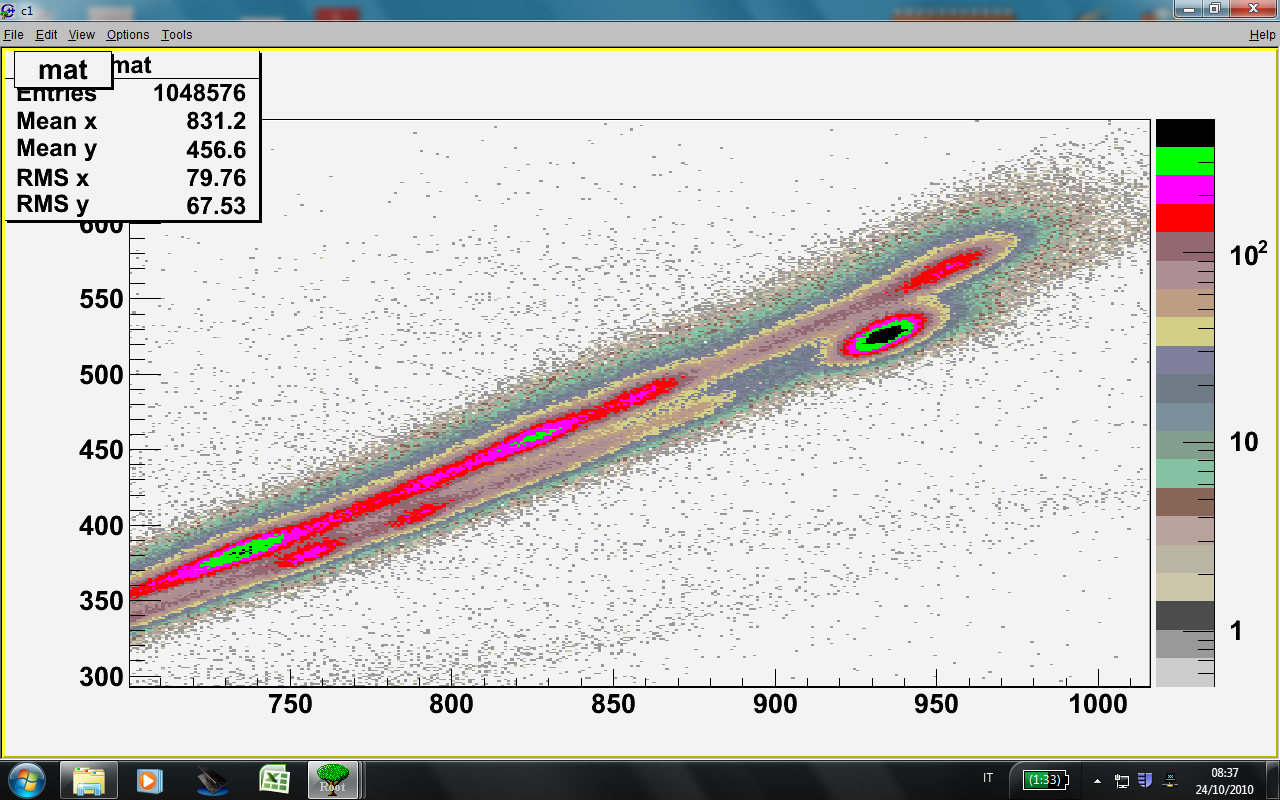 c1
File Edit View Options Tools Help
mat
mat
Entries 1048576
Mean x 831.2
Mean y 456.6
RMS x 79.76
RMS y 67.53
600
550
500
450
400
350
300
750 800 850 900 950 1000
10²
10
1
Root
IT
(1:33)
08:37
24/10/2010